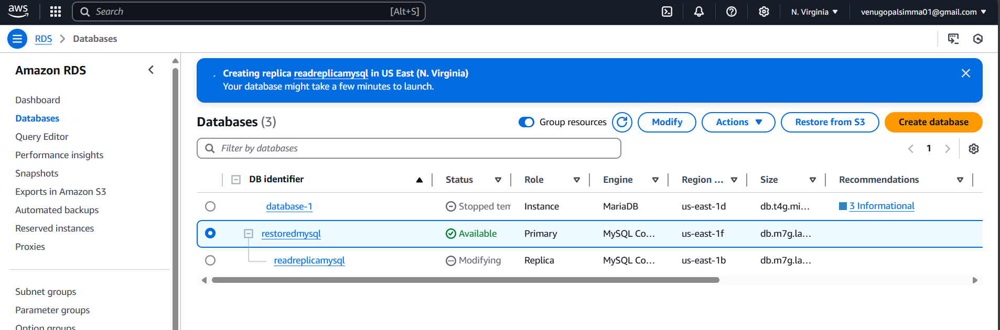 aws
Search [Alt+S]
N. Virginia
venugopalsimma01@gmail.com
RDS
Databases
Amazon RDS
Dashboard
Databases
Query Editor
Performance insights
Snapshots
Exports in Amazon S3
Automated backups
Reserved instances
Proxies
Subnet groups
Parameter groups
Option groups
Creating replica readreplicamysql in US East (N. Virginia)
Your database might take a few minutes to launch.
Databases (3)
Group resources
Modify
Actions
Restore from S3
Create database
Filter by databases
1
DB identifier Status Role Engine Region ... Size Recommendations
database-1 Stopped tem Instance MariaDB us-east-1d db.t4g.mi... 3 Informational
restoredmysql Available Primary MySQL Co... us-east-1f db.m7g.la...
readreplicamysql Modifying Replica MySQL Co... us-east-1b db.m7g.la...